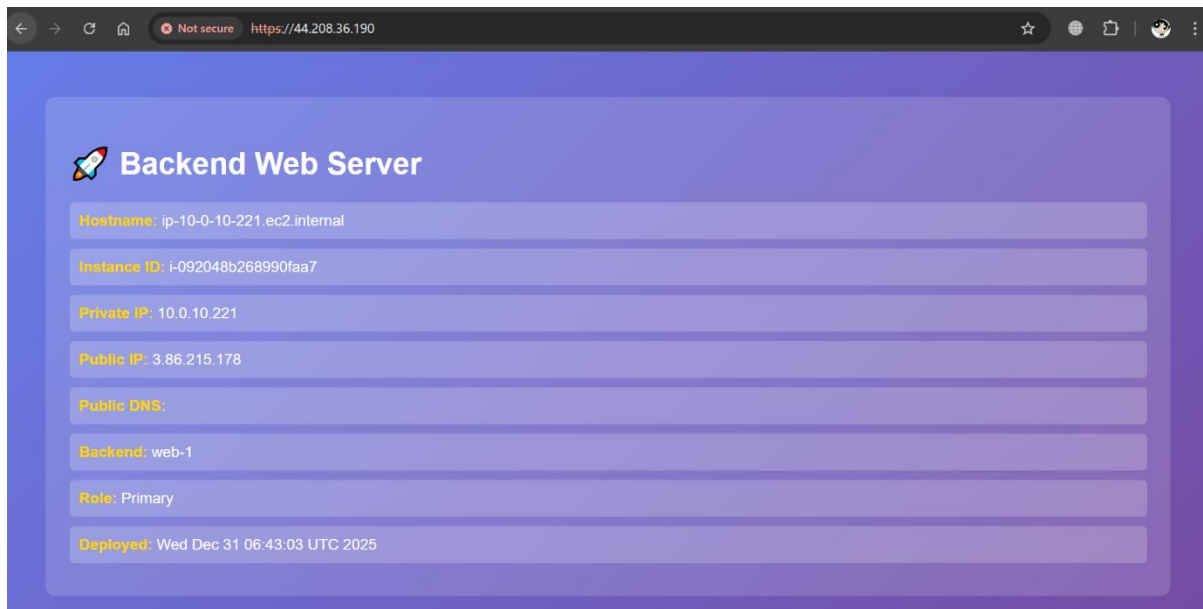 Not secure https://44.208.36.190
Backend Web Server
Hostname: ip-10-0-10-221.ec2.internal
Instance ID: i-092048b268990faa7
Private IP: 10.0.10.221
Public IP: 3.86.215.178
Public DNS:
Backend: web-1
Role: Primary
Deployed: Wed Dec 31 06:43:03 UTC 2025